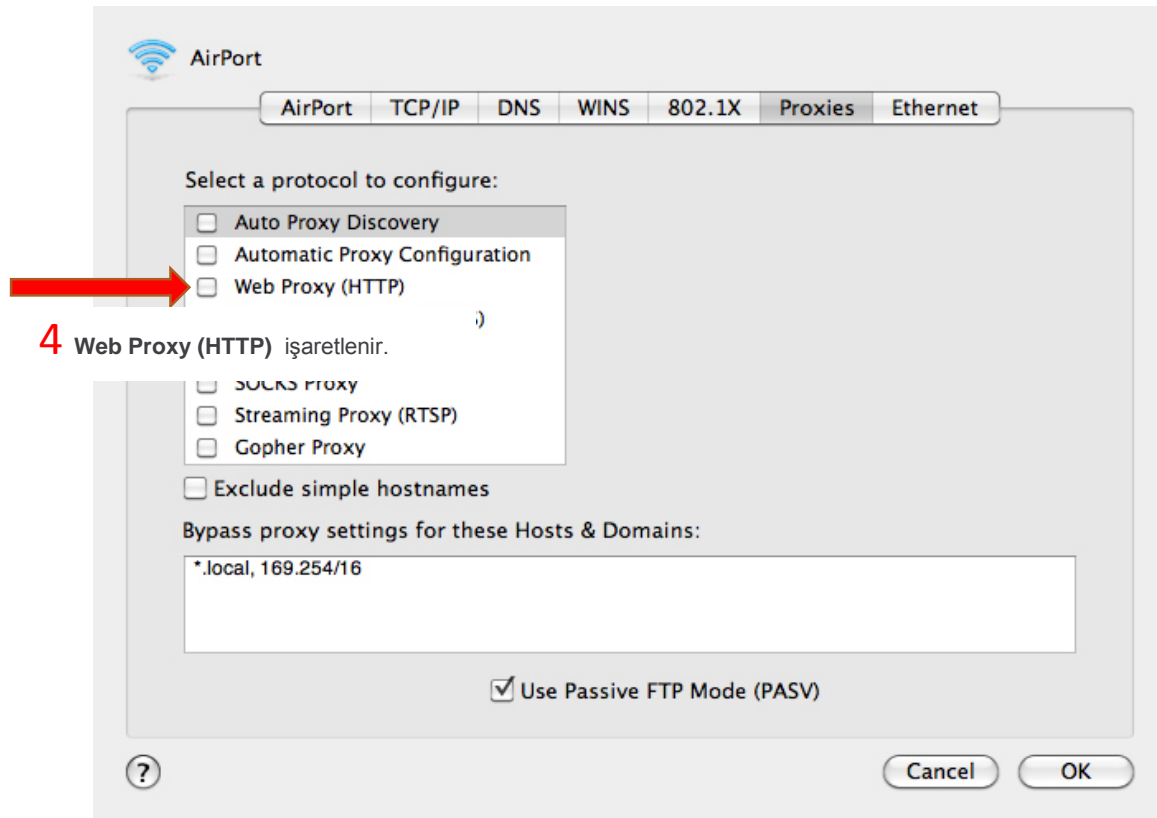 AirPort
AirPort TCP/IP DNS WINS 802.1X Proxies Ethernet
Select a protocol to configure:
Auto Proxy Discovery
Automatic Proxy Configuration
Web Proxy (HTTP)
)
4 Web Proxy (HTTP) işaretlenir.
SOCKS Proxy
Streaming Proxy (RTSP)
Gopher Proxy
Exclude simple hostnames
Bypass proxy settings for these Hosts & Domains:
*.local, 169.254/16
Use Passive FTP Mode (PASV)
? Cancel OK